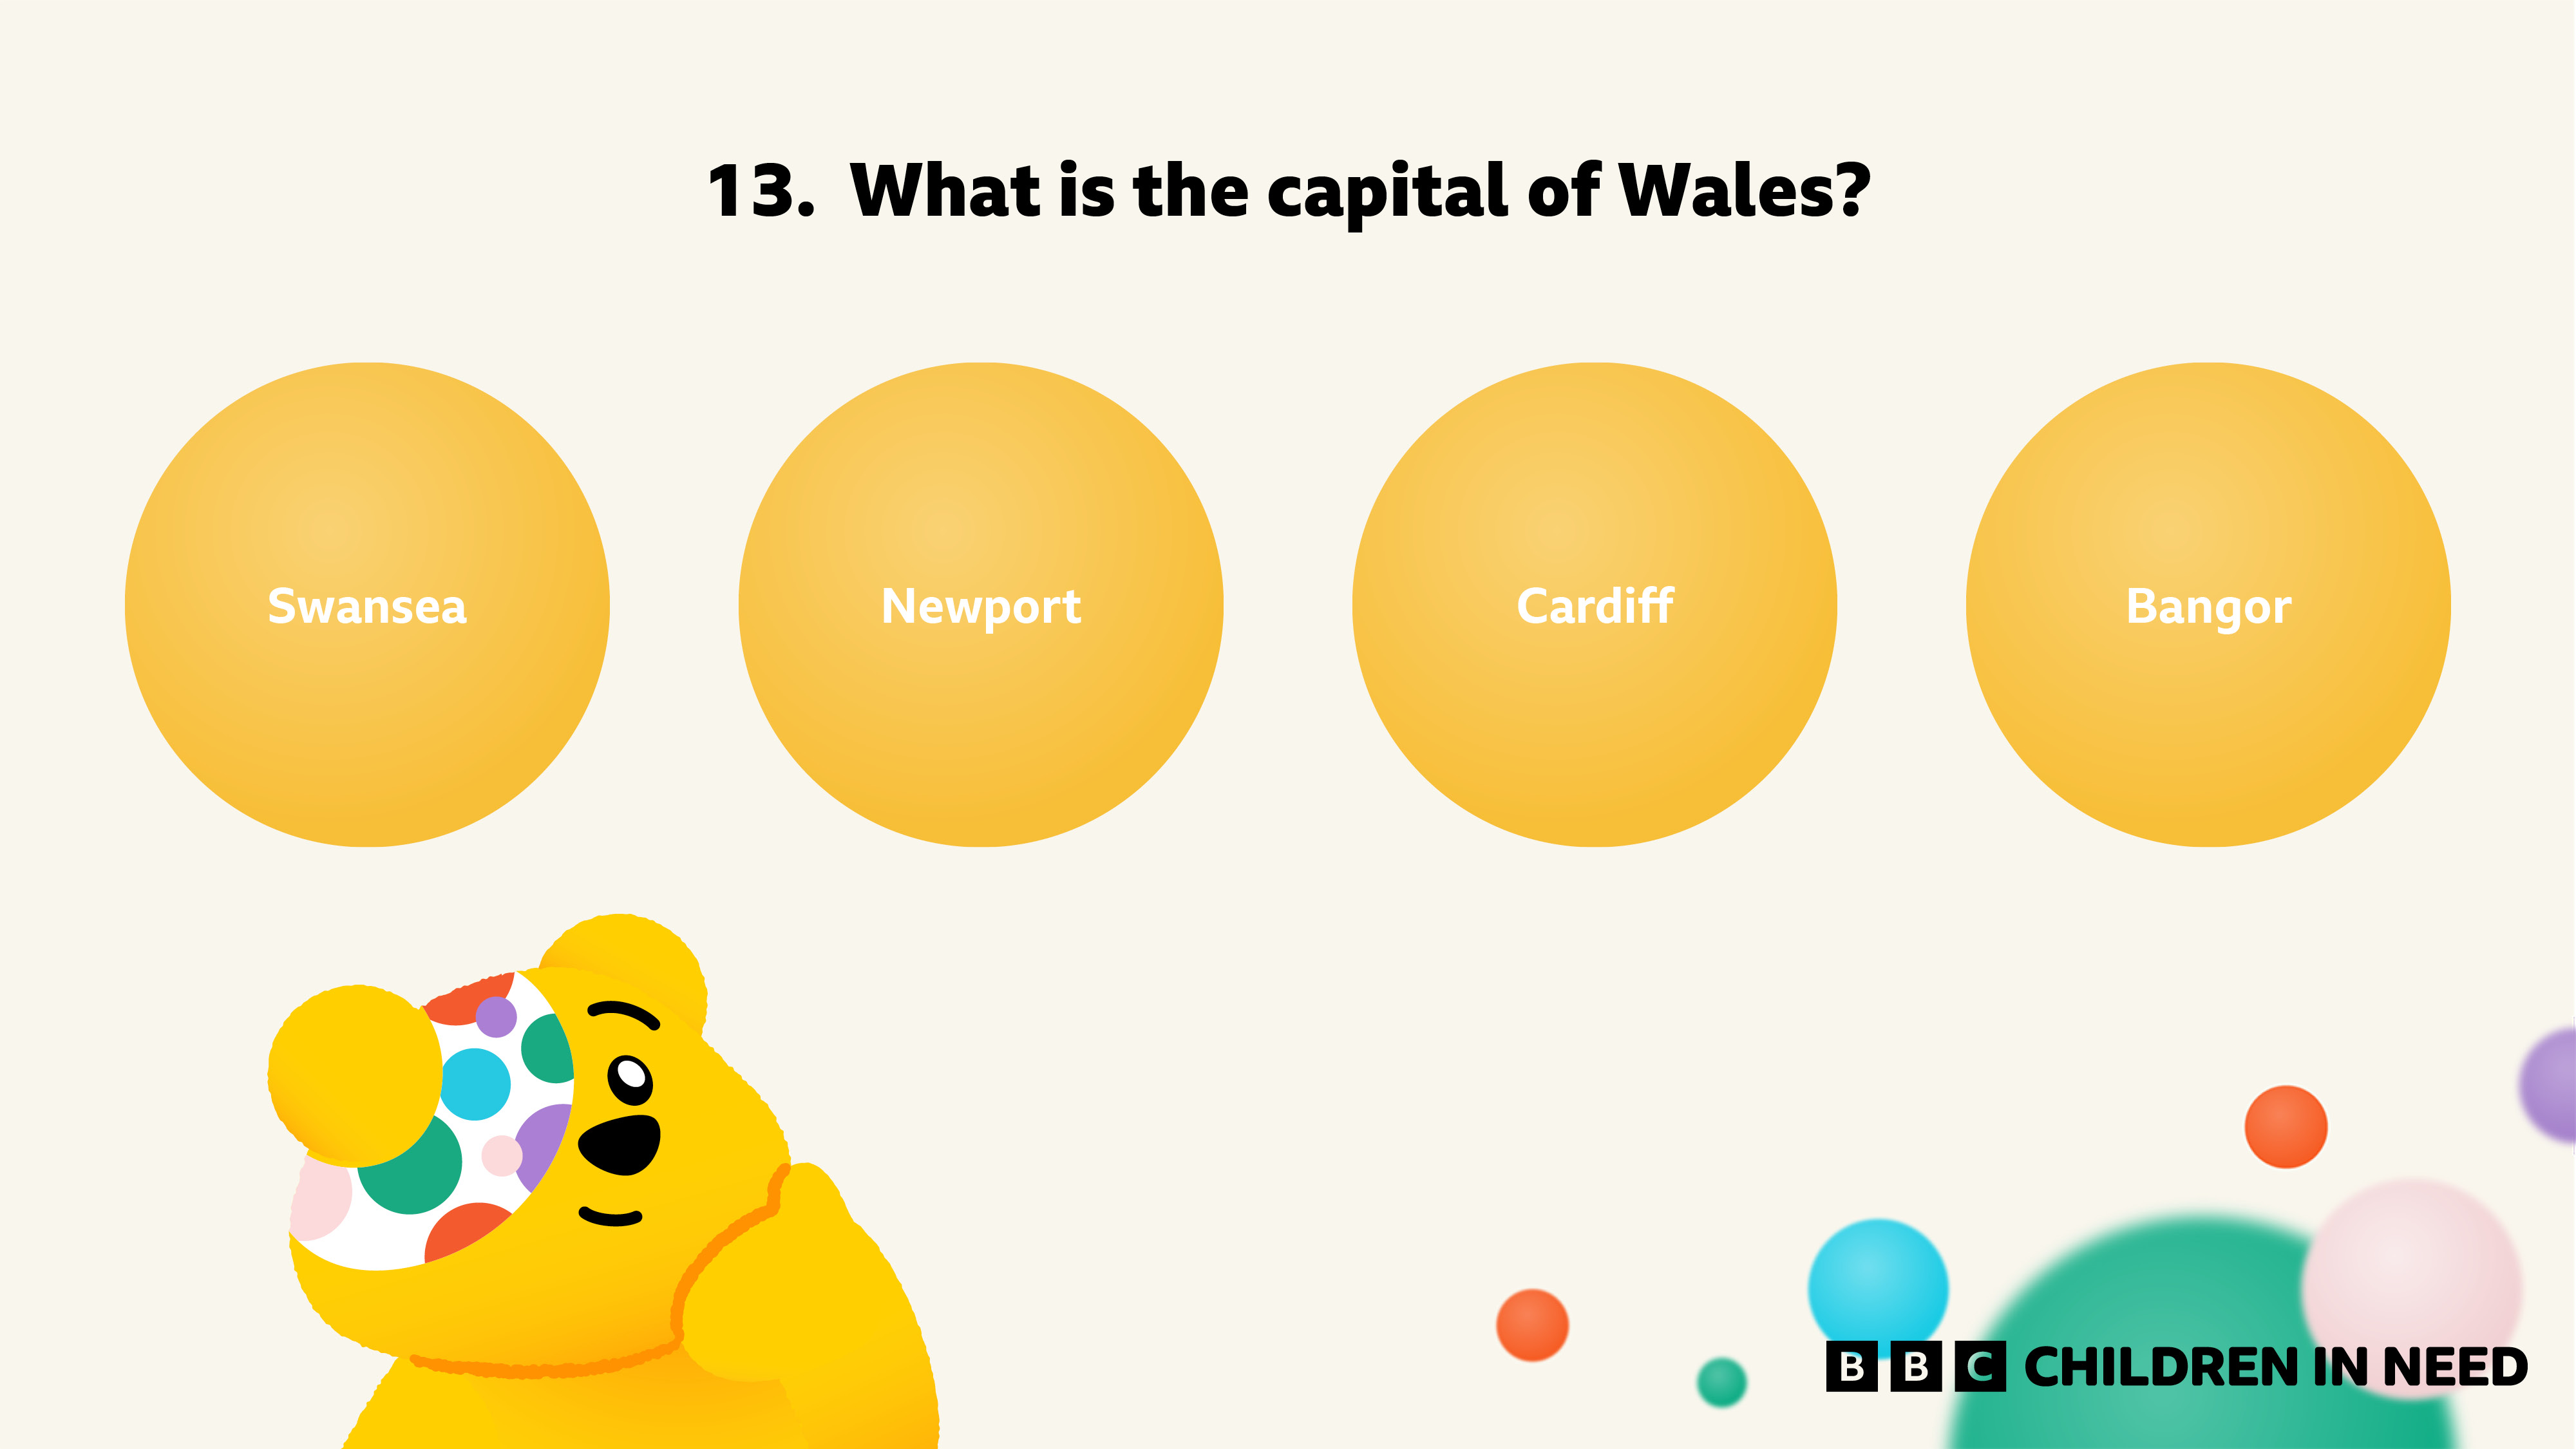 13. What is the capital of Wales?
Swansea
Newport
Cardiff
Bangor
BBC CHILDREN IN NEED